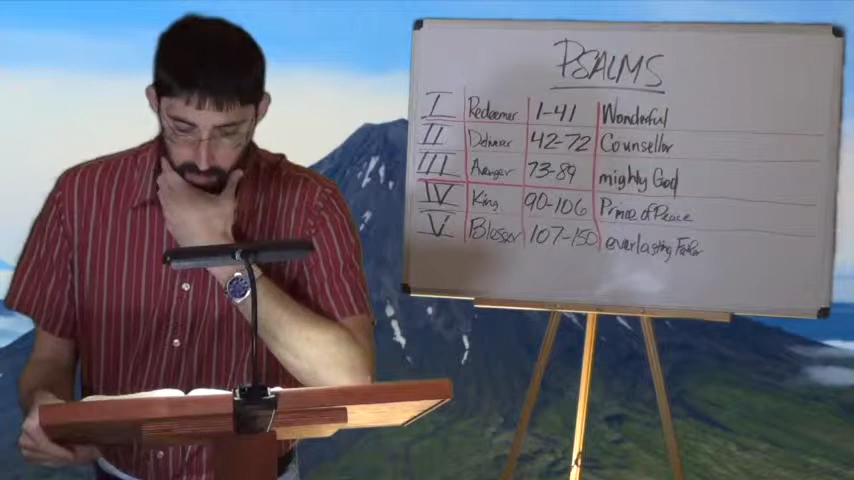 PSALMS
I Redeemer 1-41 Wonderful
II Deliverer 42-72 Counsellor
III Avenger 73-89 mighty God
IV King 90-106 Prince of Peace
V Blesser 107-150 everlasting Father